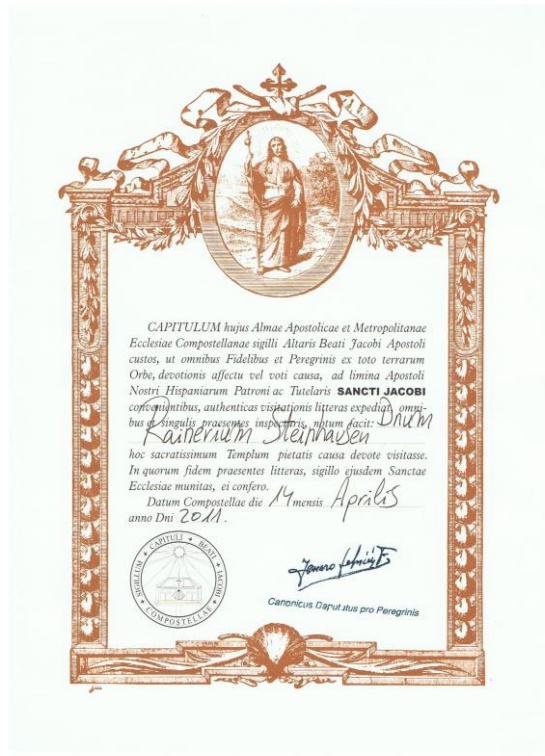 CAPITULUM hujus Almae Apostolicae et Metropolitanae
Ecclesiae Compostellanae sigilli Altaris Beati Jacobi Apostoli
custos, ut omnibus Fidelibus et Peregrinis ex toto terrarum
Orbe, devotionis affectu vel voti causa, ad limina Apostoli
Nostri Hispaniarum Patroni ac Tutelaris SANCTI JACOBI
convenientibus, authenticas visitationis litteras expediat, omni-
bus et singulis praesentes inspecturis, notum facit: Dnum
Rainerium Steinhausen
hoc sacratissimum Templum pietatis causa devote visitasse.
In quorum fidem praesentes litteras, sigillo ejusdem Sanctae
Ecclesiae munitas, ei confero.
Datum Compostellae die 14 mensis Aprilis
anno Dni 2011.
SIGILLUM CAPITULI BEATI JACOBI
COMPOSTELLAE
Canonicus Deputatus pro Peregrinis